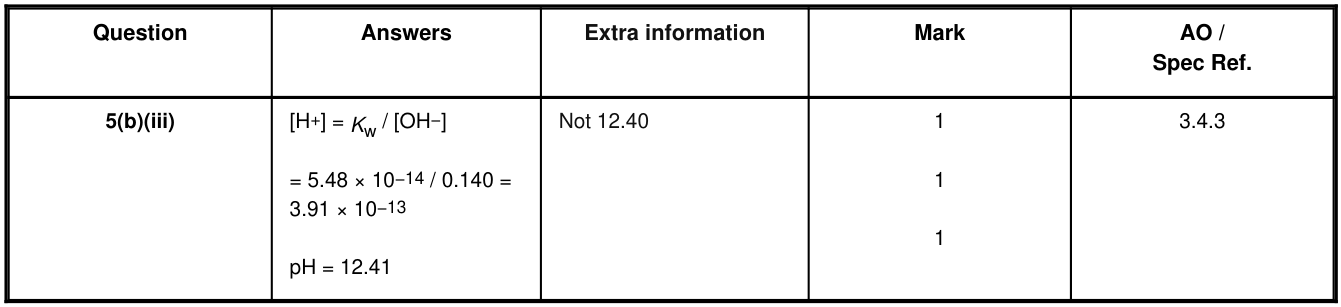 Question Answers Extra information Mark AO /
Spec Ref.
5(b)(iii) [H+] = Kw / [OH–] Not 12.40 1 3.4.3
= 5.48 × 10–14 / 0.140 = 1
3.91 × 10–13
1
pH = 12.41